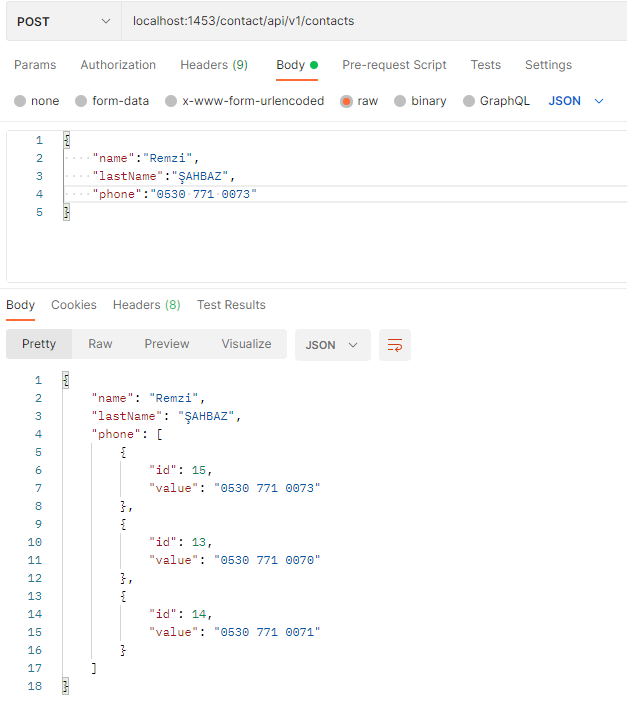 POST localhost:1453/contact/api/v1/contacts
Params Authorization Headers (9) Body Pre-request Script Tests Settings
none form-data x-www-form-urlencoded raw binary GraphQL JSON
1 {
2 "name":"Remzi",
3 "lastName":"ŞAHBAZ",
4 "phone":"0530 771 0073"
5 }
Body Cookies Headers (8) Test Results
Pretty Raw Preview Visualize JSON
1 {
2 "name": "Remzi",
3 "lastName": "ŞAHBAZ",
4 "phone": [
5 {
6 "id": 15,
7 "value": "0530 771 0073"
8 },
9 {
10 "id": 13,
11 "value": "0530 771 0070"
12 },
13 {
14 "id": 14,
15 "value": "0530 771 0071"
16 }
17 ]
18 }